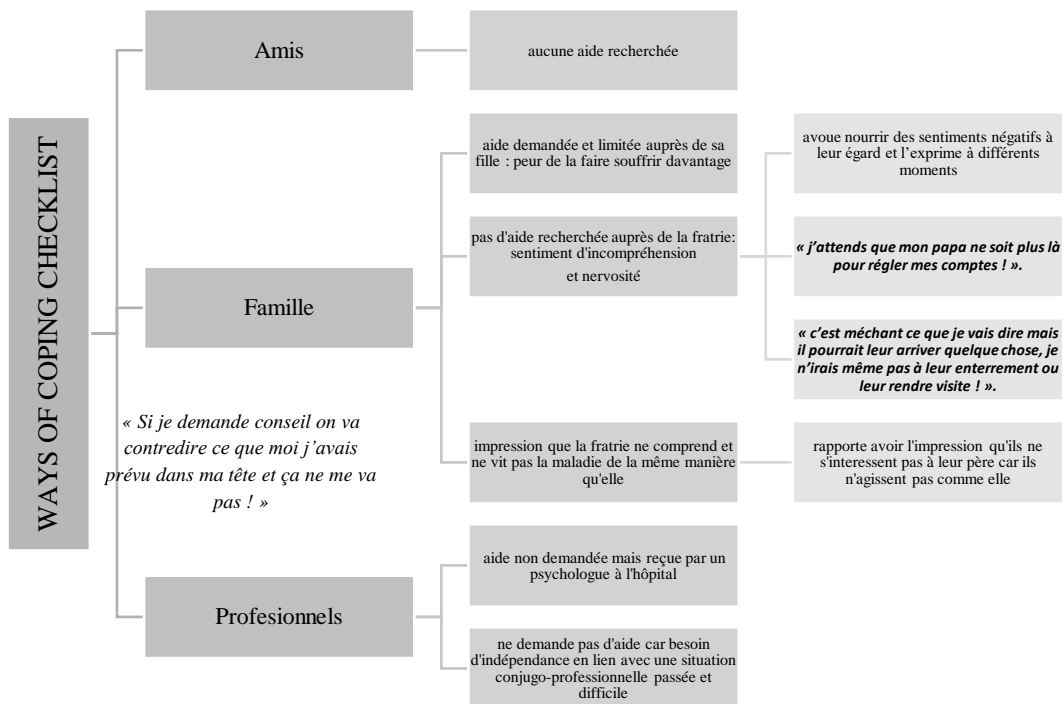 WAYS OF COPING CHECKLIST
Amis
aucune aide recherchée
Famille
aide demandée et limitée auprès de sa
fille : peur de la faire souffrir davantage
pas d'aide recherchée auprès de la fratrie:
sentiment d'incompréhension
et nervosité
avoue nourrir des sentiments négatifs à
leur égard et l'exprime à différents
moments
« j'attends que mon papa ne soit plus là
pour régler mes comptes ! ».
« c'est méchant ce que je vais dire mais
il pourrait leur arriver quelque chose, je
n'irais même pas à leur enterrement ou
leur rendre visite ! ».
impression que la fratrie ne comprend et
ne vit pas la maladie de la même manière
qu'elle
rapporte avoir l'impression qu'ils ne
s'interessent pas à leur père car ils
n'agissent pas comme elle
« Si je demande conseil on va
contredire ce que moi j'avais
prévu dans ma tête et ça ne me va
pas ! »
Profesionnels
aide non demandée mais reçue par un
psychologue à l'hôpital
ne demande pas d'aide car besoin
d'indépendance en lien avec une situation
conjugo-professionnelle passée et
difficile